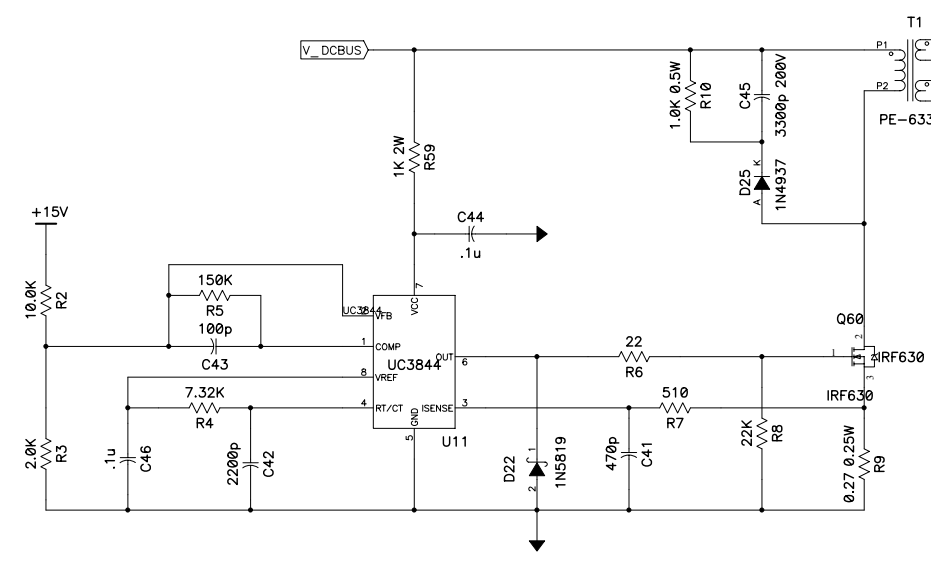 T1
V_DCBUS
P1
P2
PE-633
1.0K 0.5W
R10
C45
3300p 200V
1K 2W
R59
D25
K
A
1N4937
+15V
C44
.1u
10.0K
R2
150K
R5
100p
C43
7
VCC
UC3844
VFB
1
COMP
UC3844
OUT
6
8
VREF
4
RT/CT
ISENSE
3
GND
5
U11
7.32K
R4
22
R6
Q60
2
1
IRF630
3
IRF630
510
R7
2.0K
R3
.1u
C46
2200p
C42
D22
1
2
1N5819
470p
C41
22K
R8
0.27 0.25W
R9